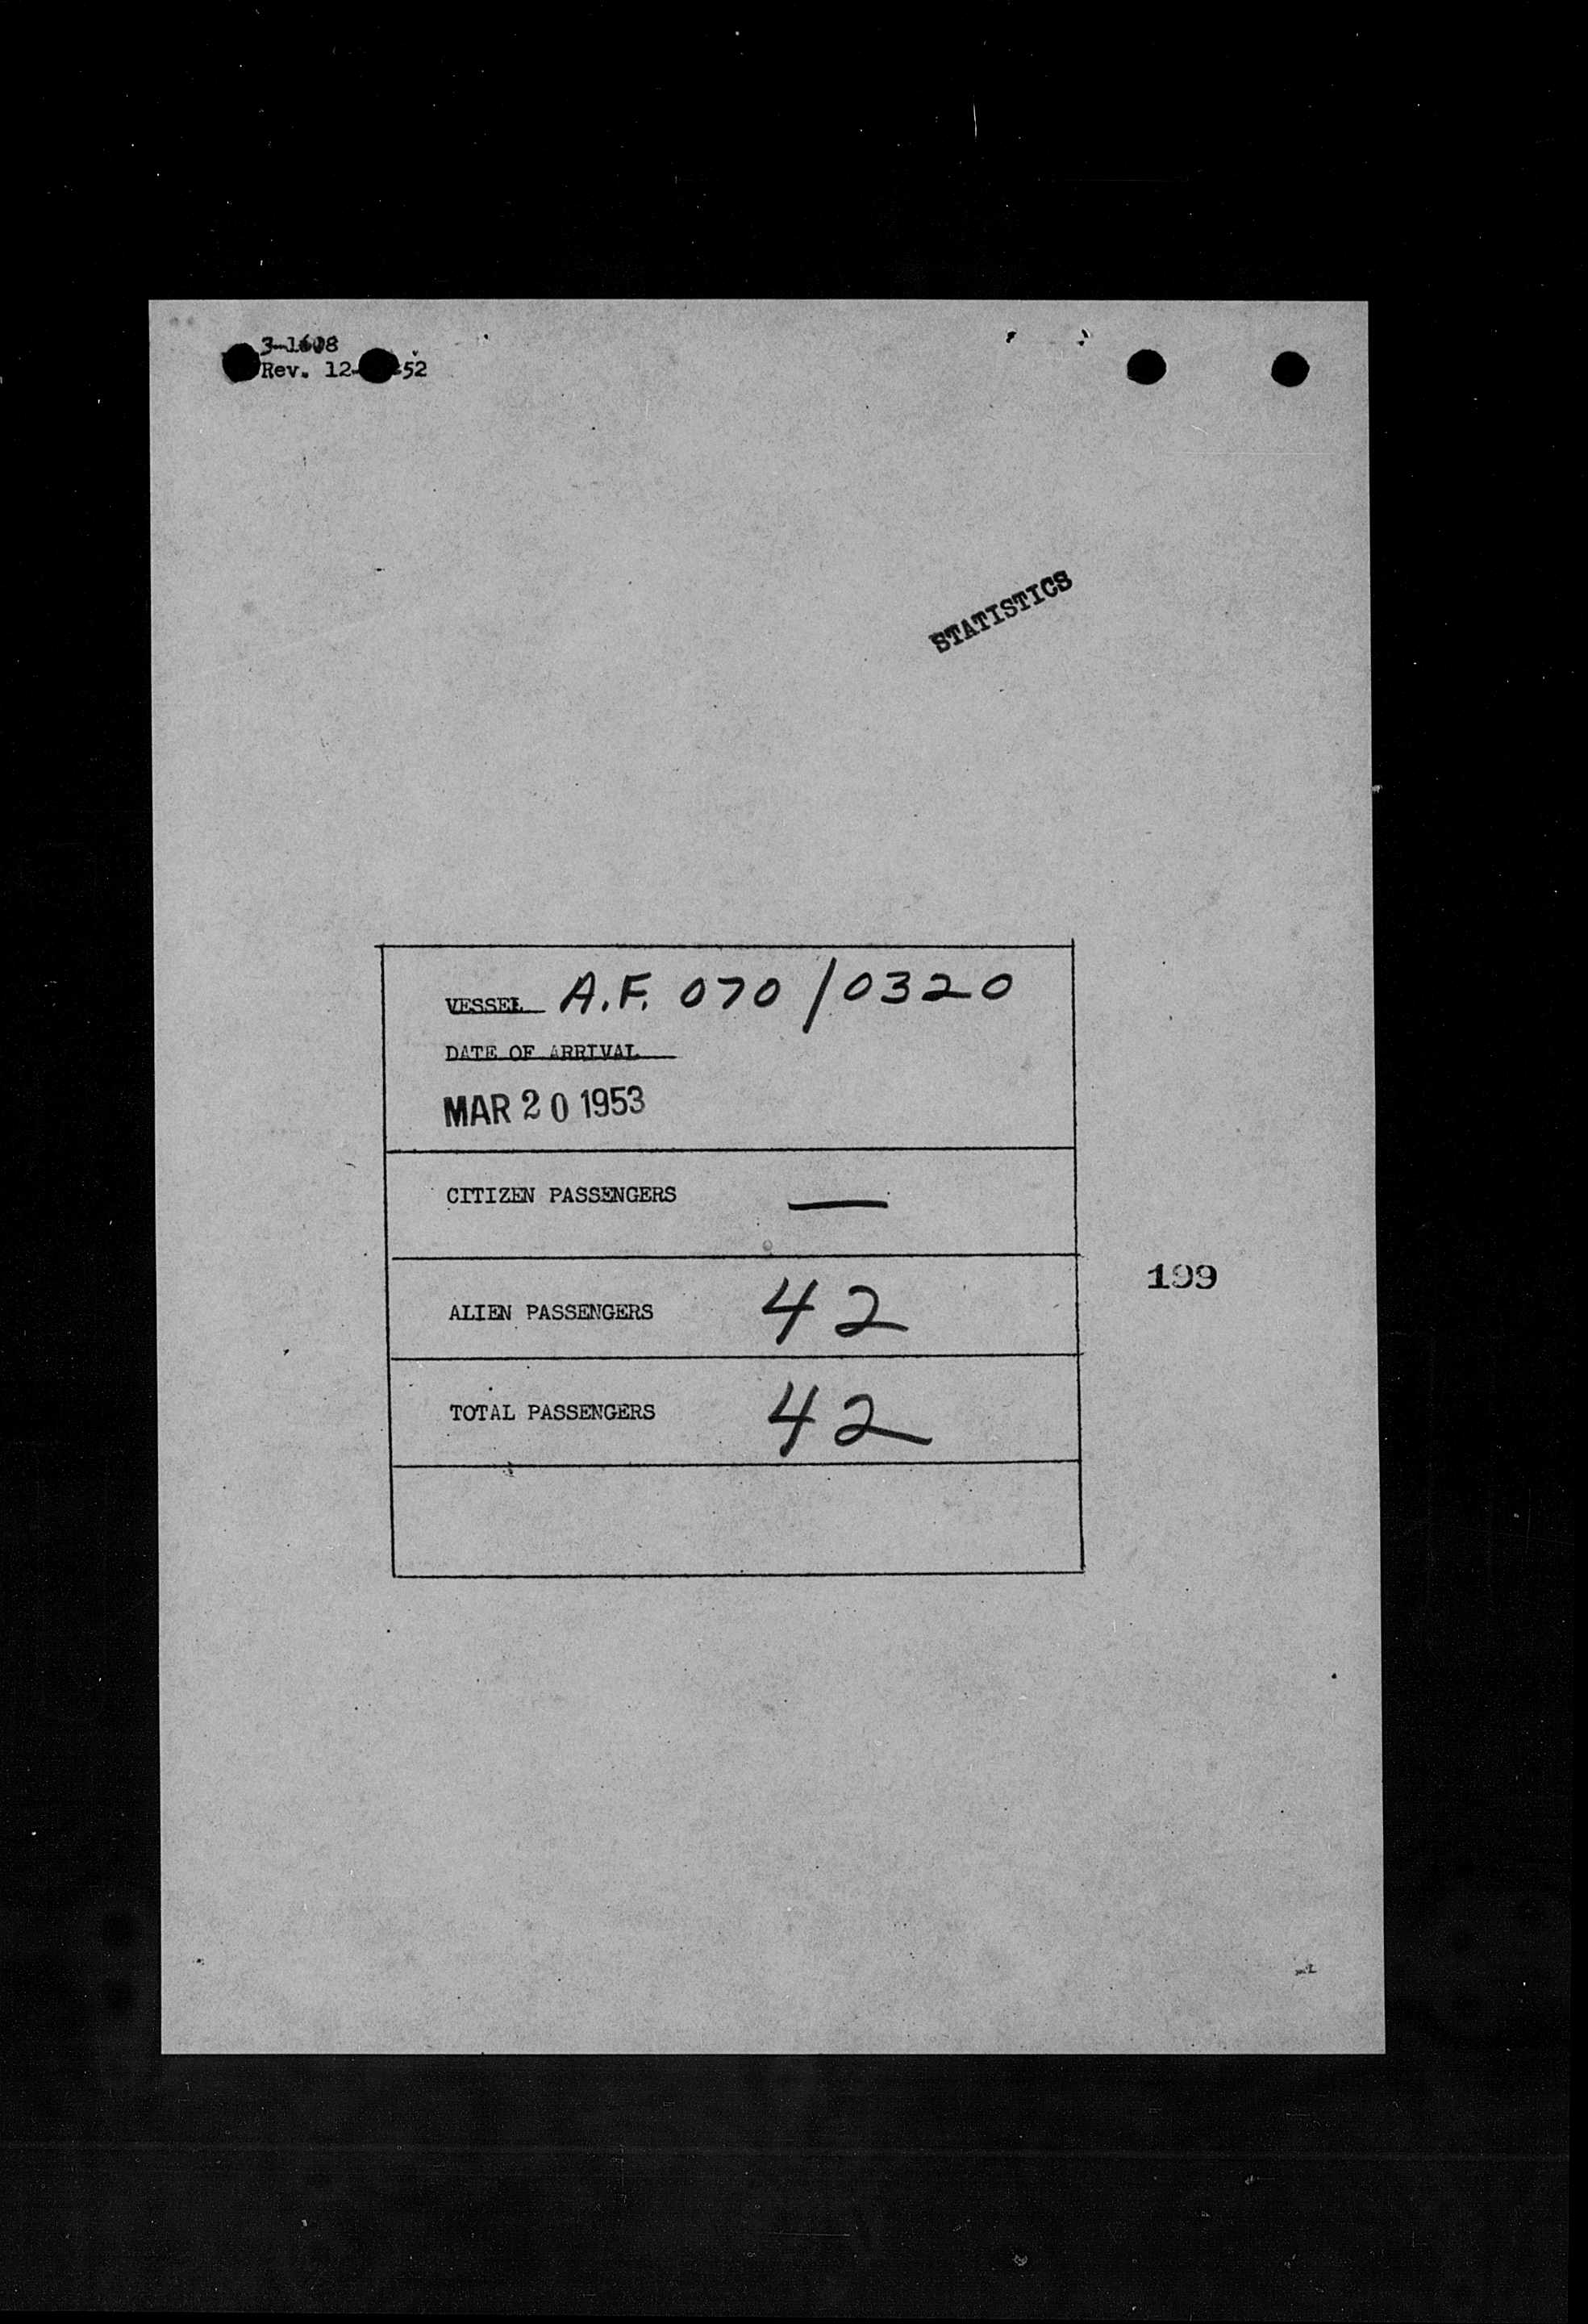 3-1608
Rev. 12- -52
STATISTICS
VESSEL A.F. 070/0320
DATE OF ARRIVAL
MAR 20 1953
CITIZEN PASSENGERS —
ALIEN PASSENGERS 42
199
TOTAL PASSENGERS 42